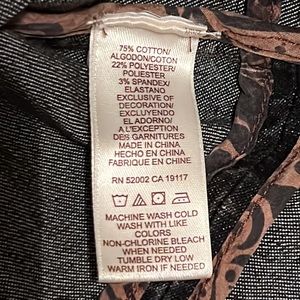 75% COTTON/
ALGODON/COTON
22% POLYESTER/
POLIESTER
3% SPANDEX/
ELASTANO
EXCLUSIVE OF
DECORATION/
EXCLUYENDO
EL ADORNO/
A L'EXCEPTION
DES GARNITURES
MADE IN CHINA
HECHO EN CHINA
FABRIQUE EN CHINE
RN 52002 CA 19117
MACHINE WASH COLD
WASH WITH LIKE
COLORS
NON-CHLORINE BLEACH
WHEN NEEDED
TUMBLE DRY LOW
WARM IRON IF NEEDED